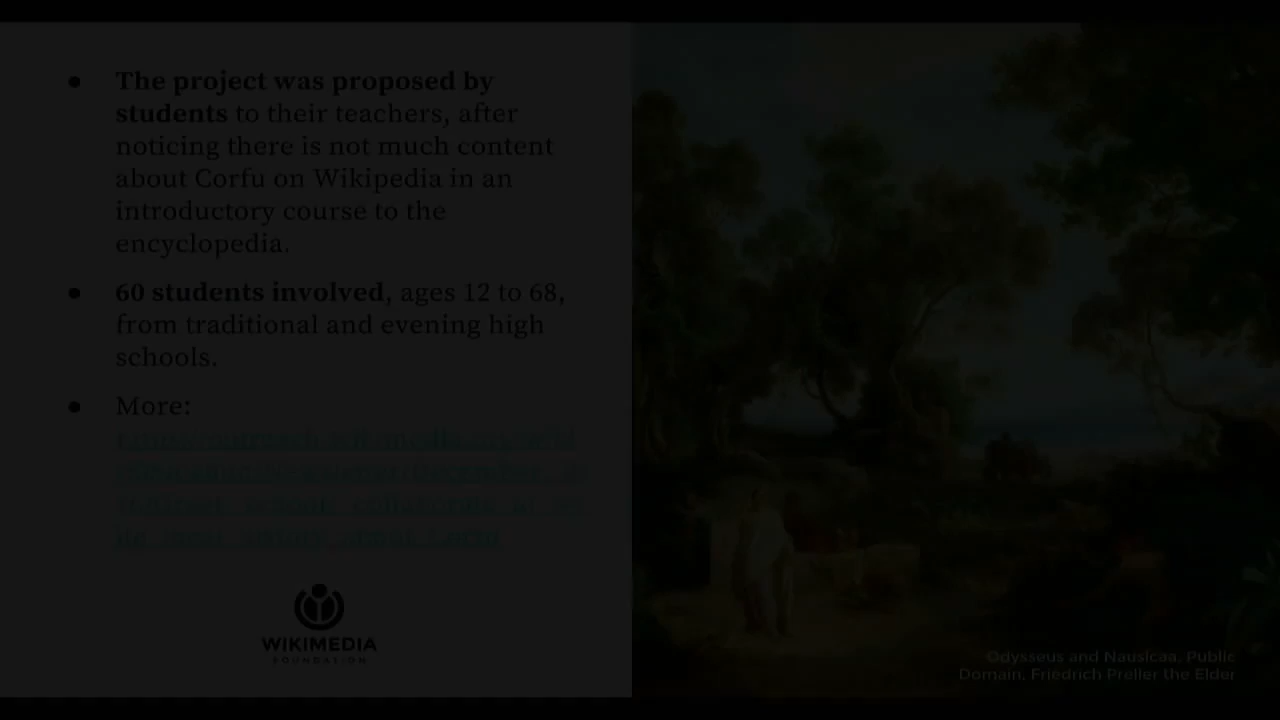 ● The project was proposed by
students to their teachers, after
noticing there is not much content
about Corfu on Wikipedia in an
introductory course to the
encyclopedia.
● 60 students involved, ages 12 to 68,
from traditional and evening high
schools.
● More:
WIKIMEDIA
FOUNDATION
Odysseus and Nausicaa, Public
Domain, Friedrich Preller the Elder